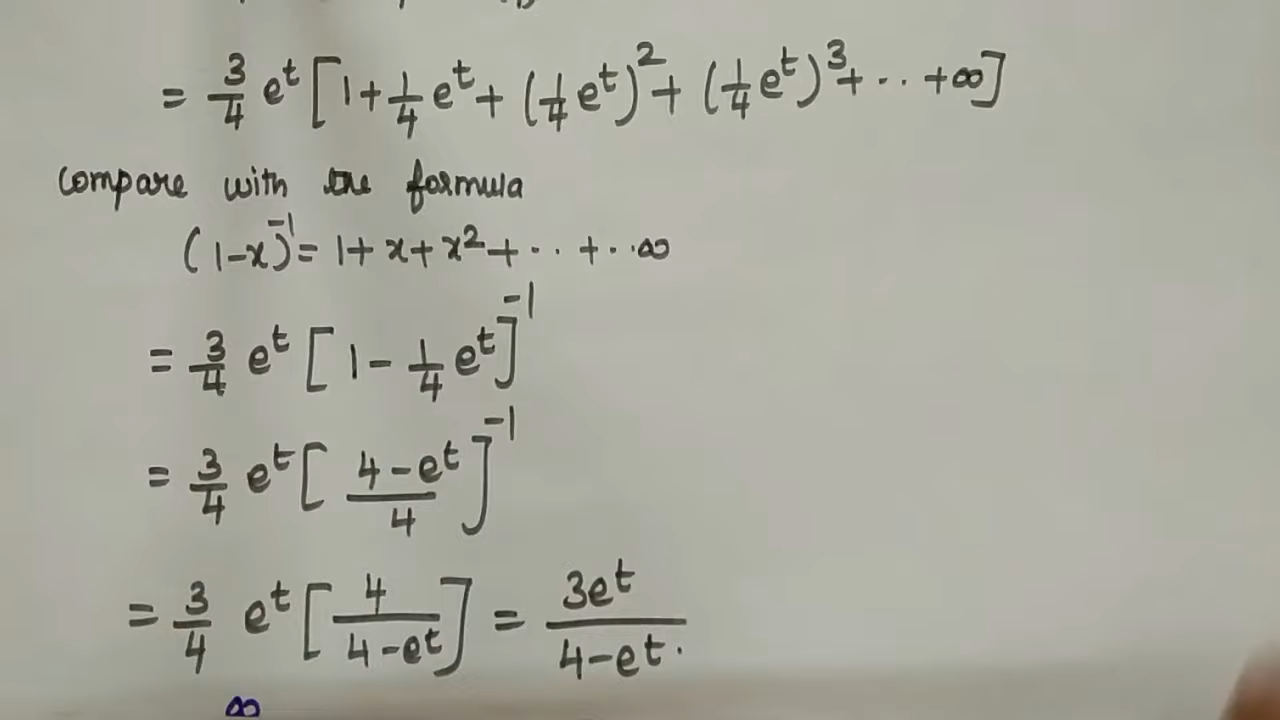 = 3/4 e^t [1 + 1/4 e^t + (1/4 e^t)^2 + (1/4 e^t)^3 + .. + ∞]
compare with the formula
(1-x)^-1 = 1 + x + x^2 + .. + .. ∞
= 3/4 e^t [1 - 1/4 e^t]^-1
= 3/4 e^t [(4-e^t)/4]^-1
= 3/4 e^t [4/(4-e^t)] = 3e^t/(4-e^t).
∞